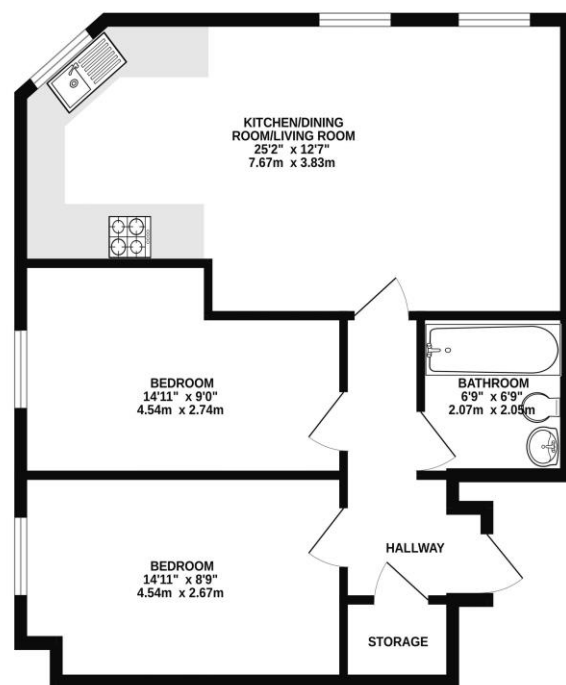 KITCHEN/DINING
ROOM/LIVING ROOM
25'2" x 12'7"
7.67m x 3.83m
BEDROOM
14'11" x 9'0"
4.54m x 2.74m
BATHROOM
6'9" x 6'9"
2.07m x 2.05m
BEDROOM
14'11" x 8'9"
4.54m x 2.67m
HALLWAY
STORAGE